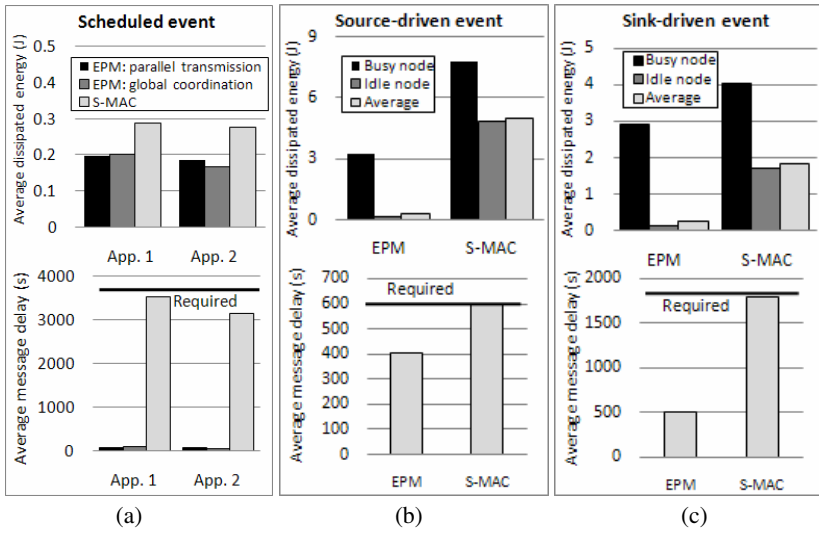 Scheduled event
Average dissipated energy (J)
0.5
0.4
0.3
0.2
0.1
0
EPM: parallel transmission
EPM: global coordination
S-MAC
App. 1
App. 2
Average message delay (s)
4000
3000
2000
1000
0
Required
App. 1
App. 2
(a)
Source-driven event
Average dissipated energy (J)
9
6
3
0
Busy node
Idle node
Average
EPM
S-MAC
Average message delay (s)
700
600
500
400
300
200
100
0
Required
EPM
S-MAC
(b)
Sink-driven event
Average dissipated energy (J)
5
4
3
2
1
0
Busy node
Idle node
Average
EPM
S-MAC
Average message delay (s)
2000
1500
1000
500
0
Required
EPM
S-MAC
(c)